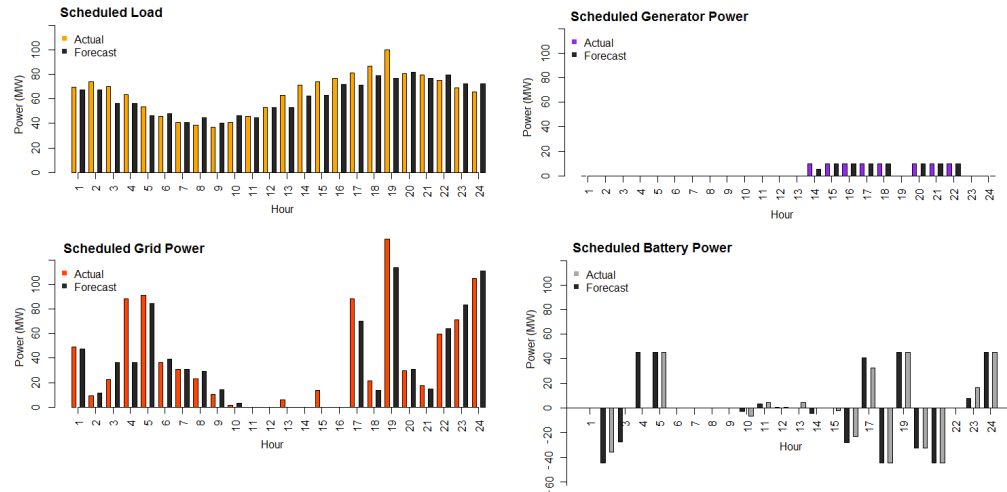 Scheduled Load
Actual
Forecast
Power (MW)
0 20 40 60 80 100
1 2 3 4 5 6 7 8 9 10 11 12 13 14 15 16 17 18 19 20 21 22 23 24
Hour
Scheduled Generator Power
Actual
Forecast
Power (MW)
0 20 40 60 80 100
1 2 3 4 5 6 7 8 9 10 11 12 13 14 15 16 17 18 19 20 21 22 23 24
Hour
Scheduled Grid Power
Actual
Forecast
Power (MW)
0 20 40 60 80 100
1 2 3 4 5 6 7 8 9 10 11 12 13 14 15 16 17 18 19 20 21 22 23 24
Hour
Scheduled Battery Power
Actual
Forecast
Power (MW)
-60 -40 -20 0 20 40 60 80 100
1 3 4 5 6 7 8 9 10 11 12 13 14 15 17 19 22 23 24
Hour